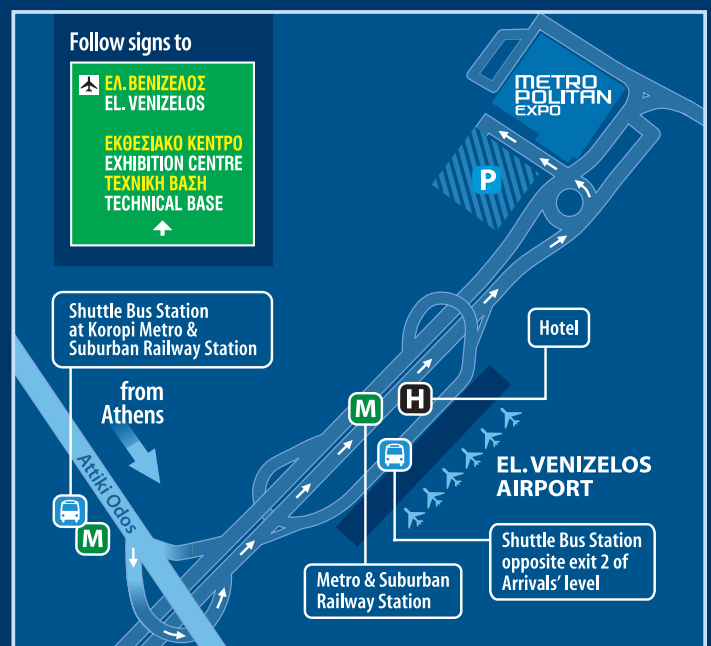 Follow signs to
ΕΛ. ΒΕΝΙΖΕΛΟΣ
EL. VENIZELOS
ΕΚΘΕΣΙΑΚΟ ΚΕΝΤΡΟ
EXHIBITION CENTRE
ΤΕΧΝΙΚΗ ΒΑΣΗ
TECHNICAL BASE
METRO
POLITAN
EXPO
P
Shuttle Bus Station
at Koropi Metro &
Suburban Railway Station
Hotel
from
Athens
M
H
Attiki Odos
M
EL. VENIZELOS
AIRPORT
Metro & Suburban
Railway Station
Shuttle Bus Station
opposite exit 2 of
Arrivals' level